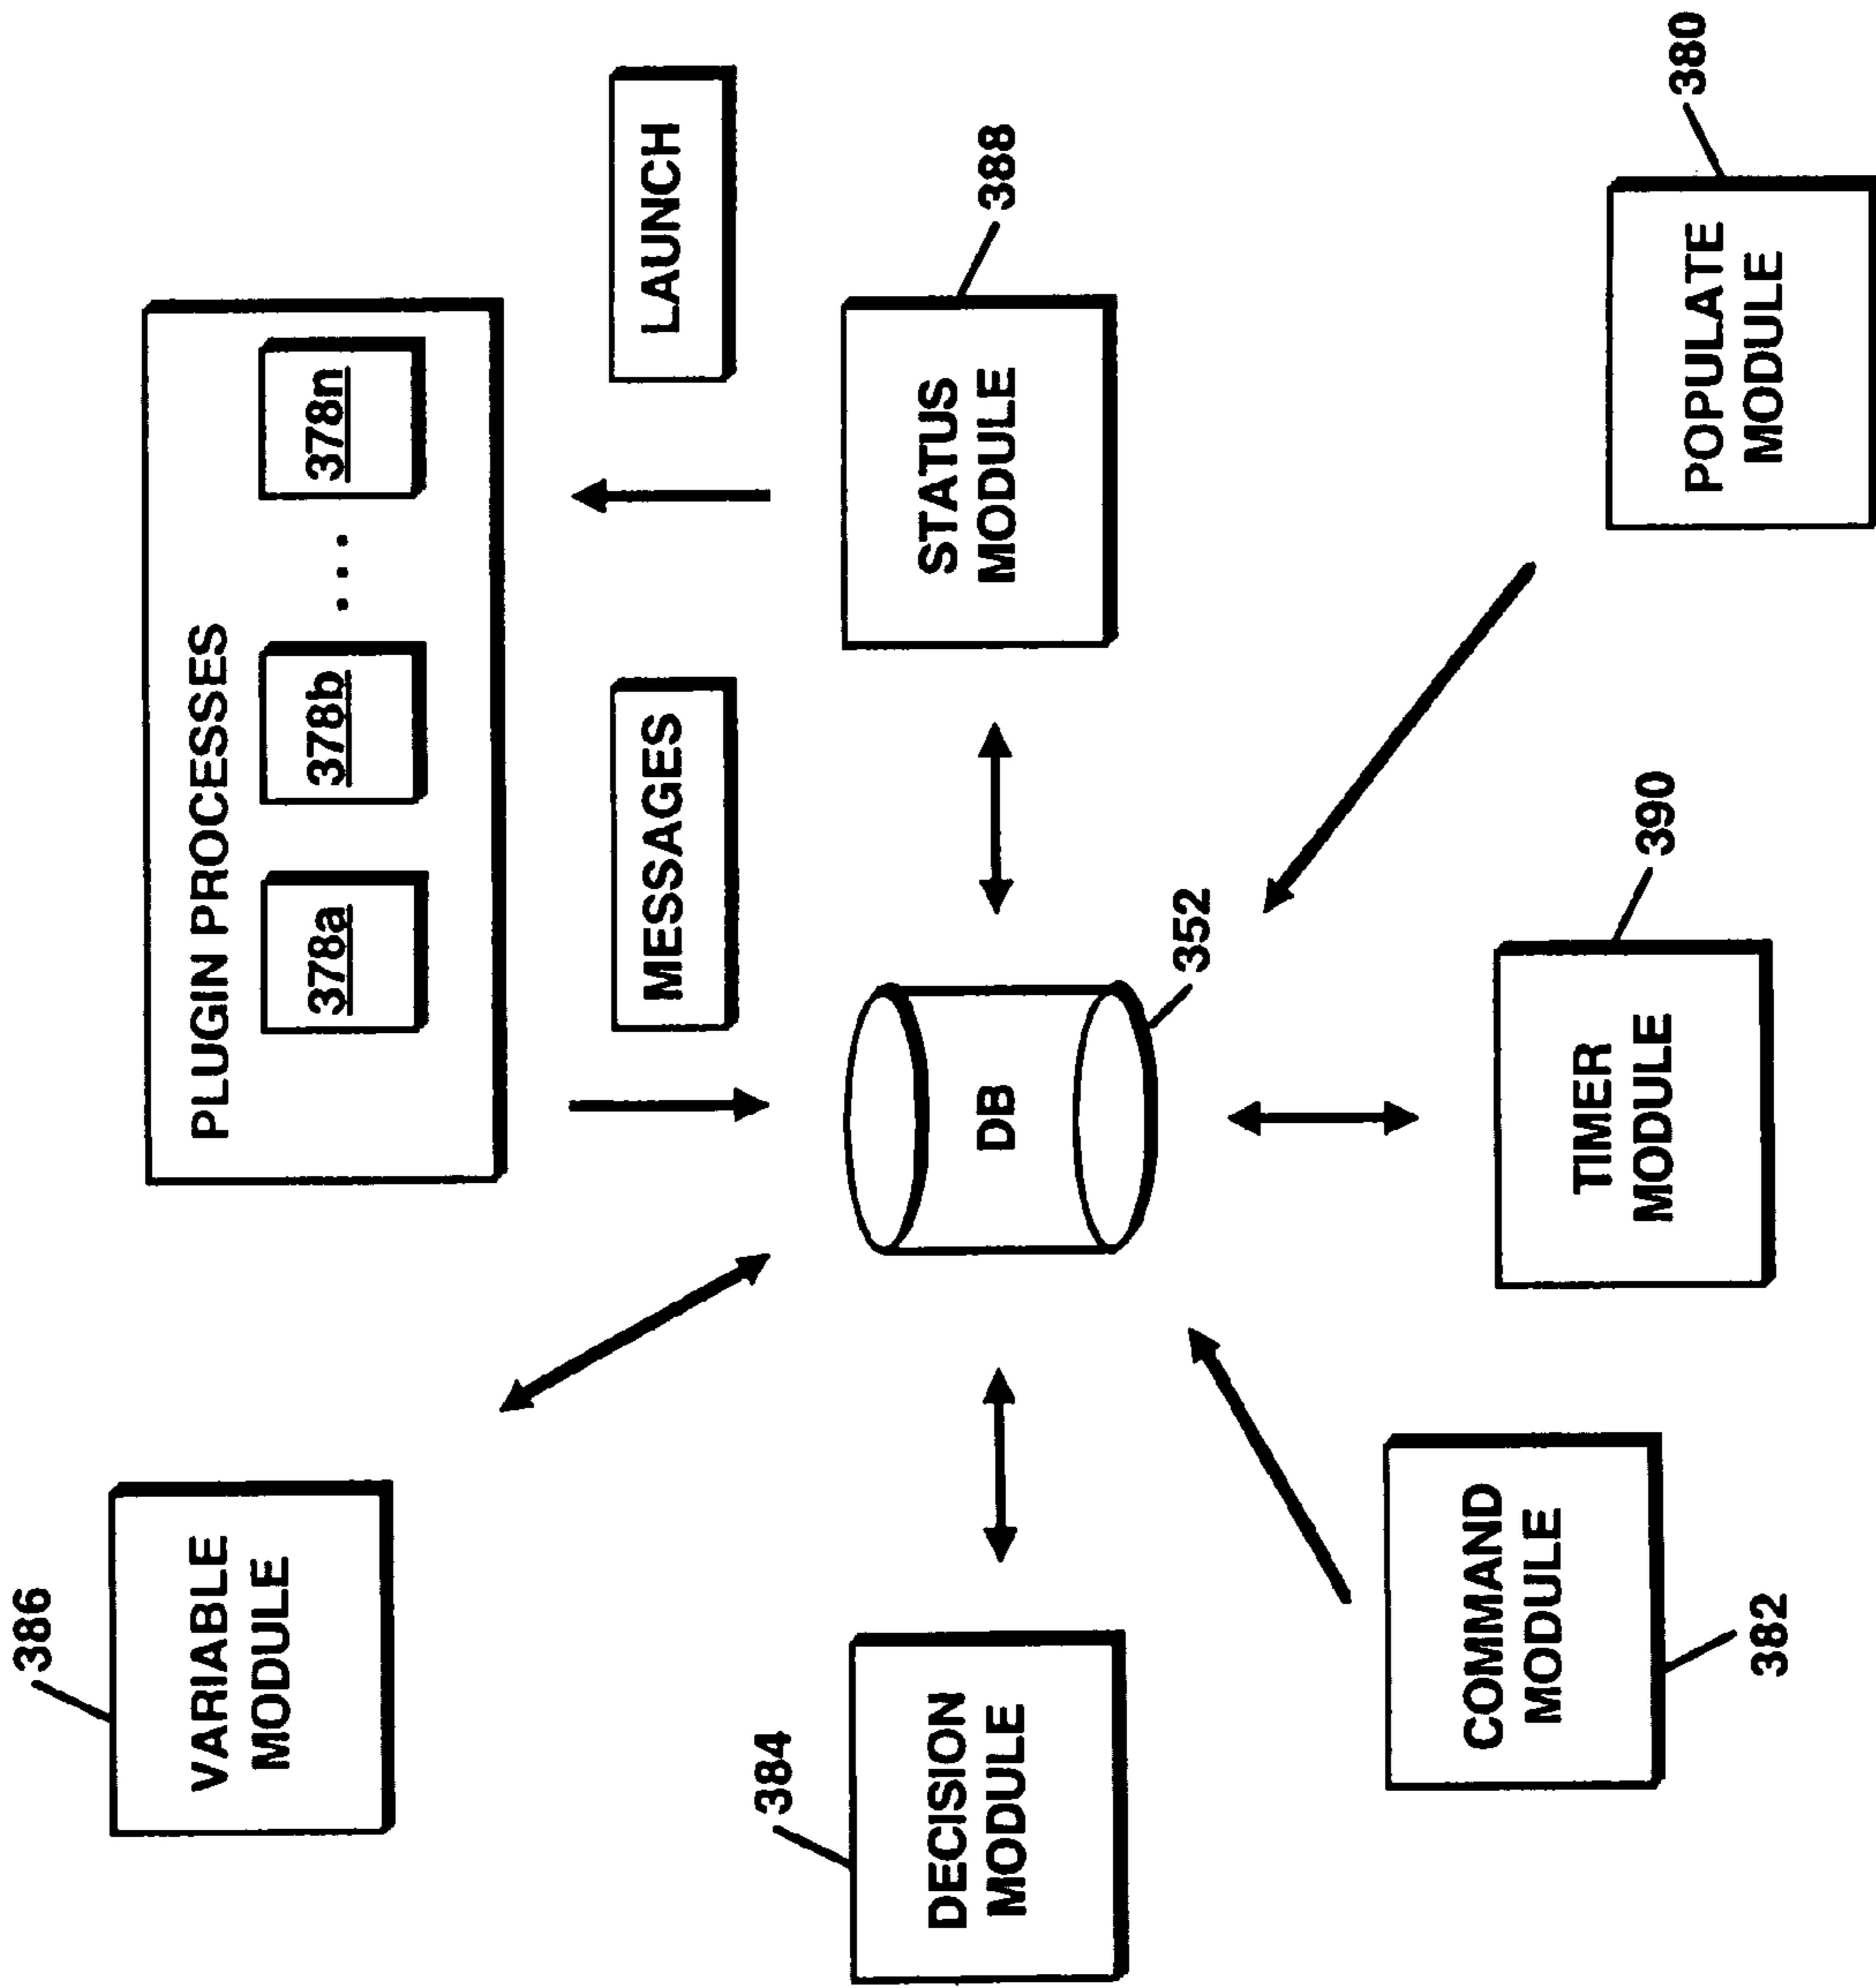 386
VARIABLE
MODULE
PLUGIN PROCESSES
378a
378b
...
378n
MESSAGES
LAUNCH
384
DECISION
MODULE
DB
352
STATUS
MODULE
388
COMMAND
MODULE
382
TIMER
MODULE
390
POPULATE
MODULE
380